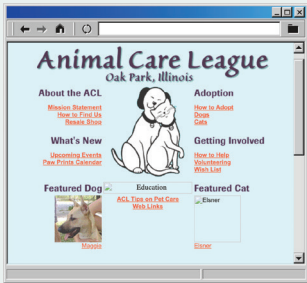 Animal Care League
Oak Park, Illinois
About the ACL
Mission Statement
How to Find Us
Resale Shop
Adoption
How to Adopt
Dogs
Cats
What's New
Upcoming Events
Paw Prints Calendar
Getting Involved
How to Help
Volunteering
Wish List
Featured Dog
Maggie
Education
ACL Tips on Pet Care
Web Links
Featured Cat
Elsner
Elsner